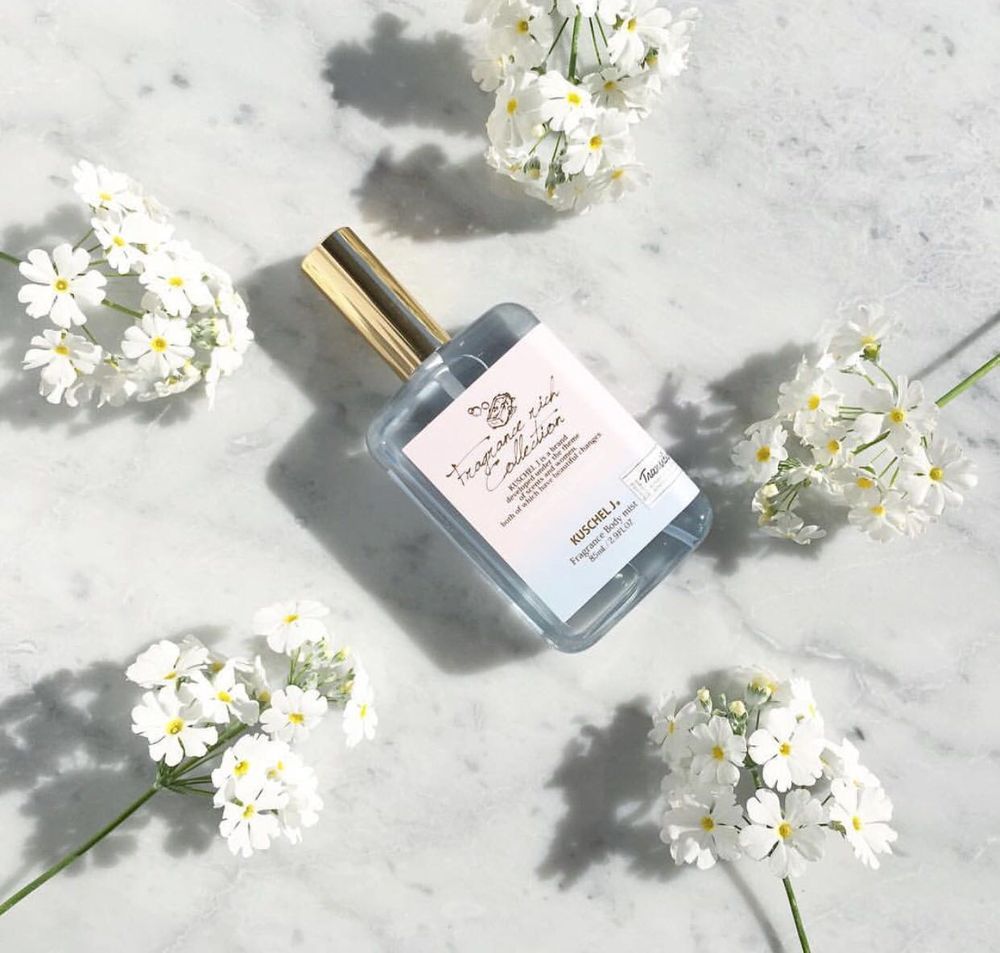 Fragrance rich
Collection
KUSCHEL J is a brand
developed under the theme
of scents and women,
both of which have beautiful changes
KUSCHEL J®
Fragrance Body mist
85mL / 2.9FL.OZ